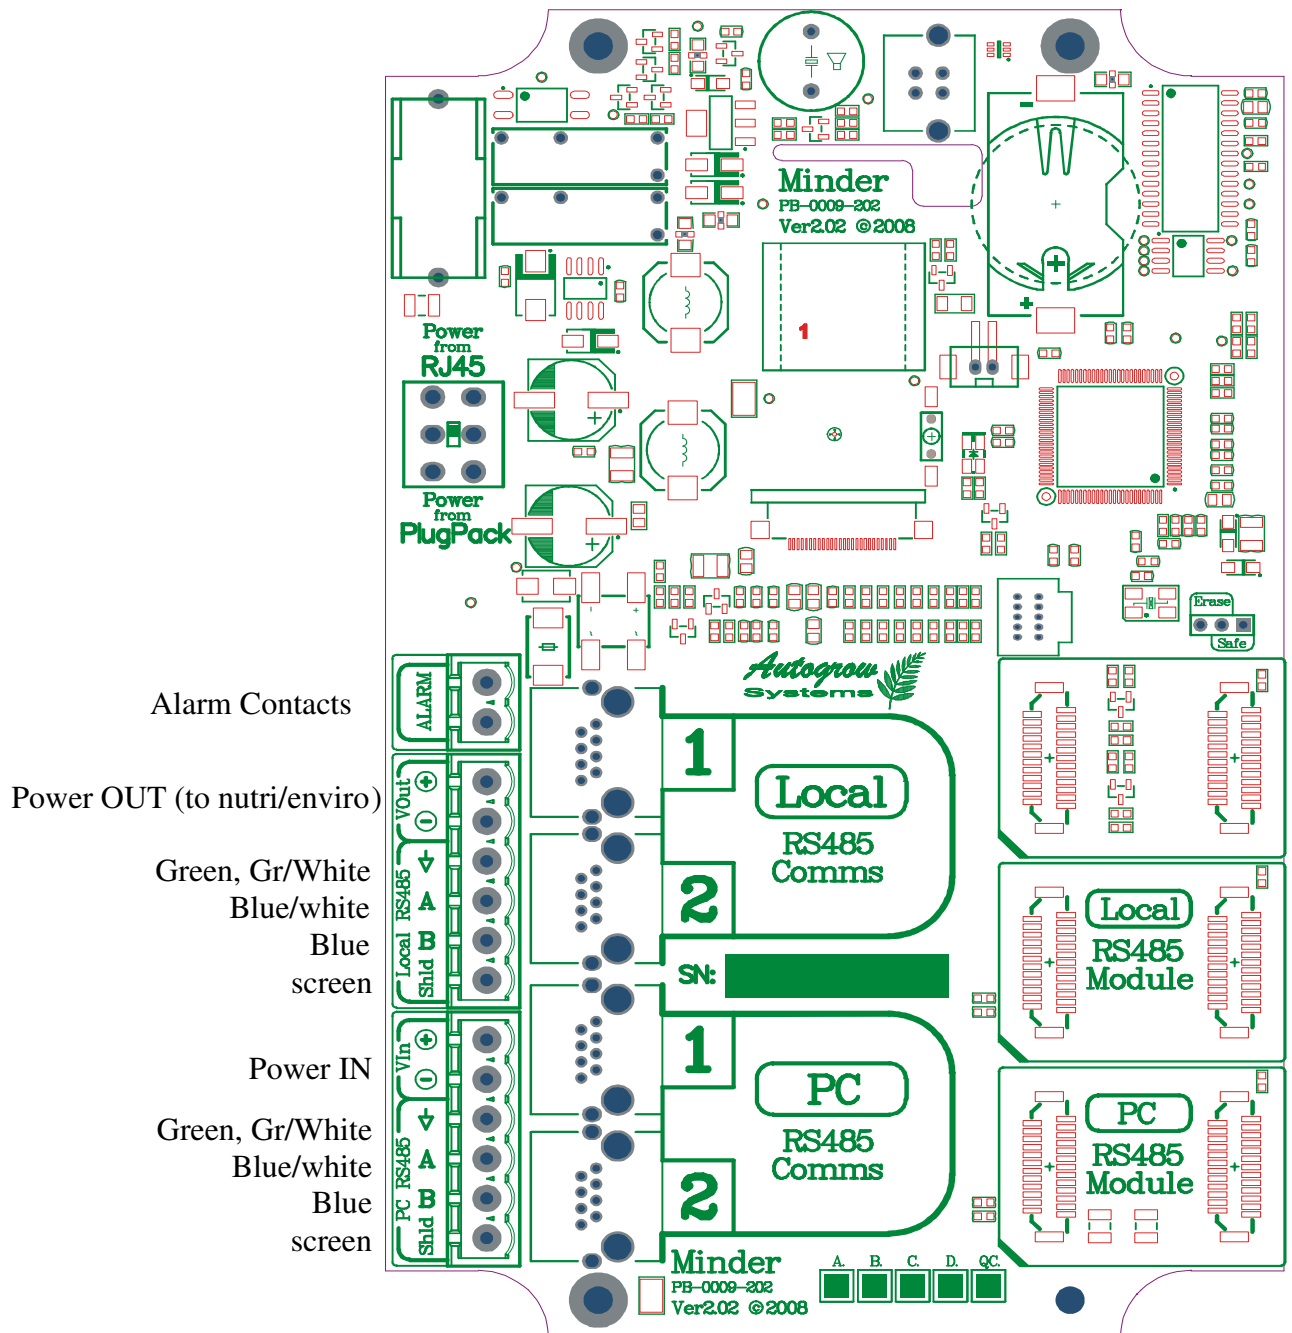 Minder
PB-0009-202
Ver2.02 ©2008
-
+
+
1
Power
from
RJ45
Power
from
PlugPack
+
+
Erase
Safe
Autogrow
Systems
Alarm Contacts
ALARM
Power OUT (to nutri/enviro)
VOut
+
-
Green, Gr/White
Blue/white
Blue
screen
Local RS485
A
B
Shld
1
Local
RS485
Comms
2
SN:
Local
RS485
Module
Power IN
VIn
+
-
Green, Gr/White
Blue/white
Blue
screen
PC RS485
A
B
Shld
1
PC
RS485
Comms
2
PC
RS485
Module
Minder
PB-0009-202
Ver2.02 ©2008
A. B. C. D. QC.